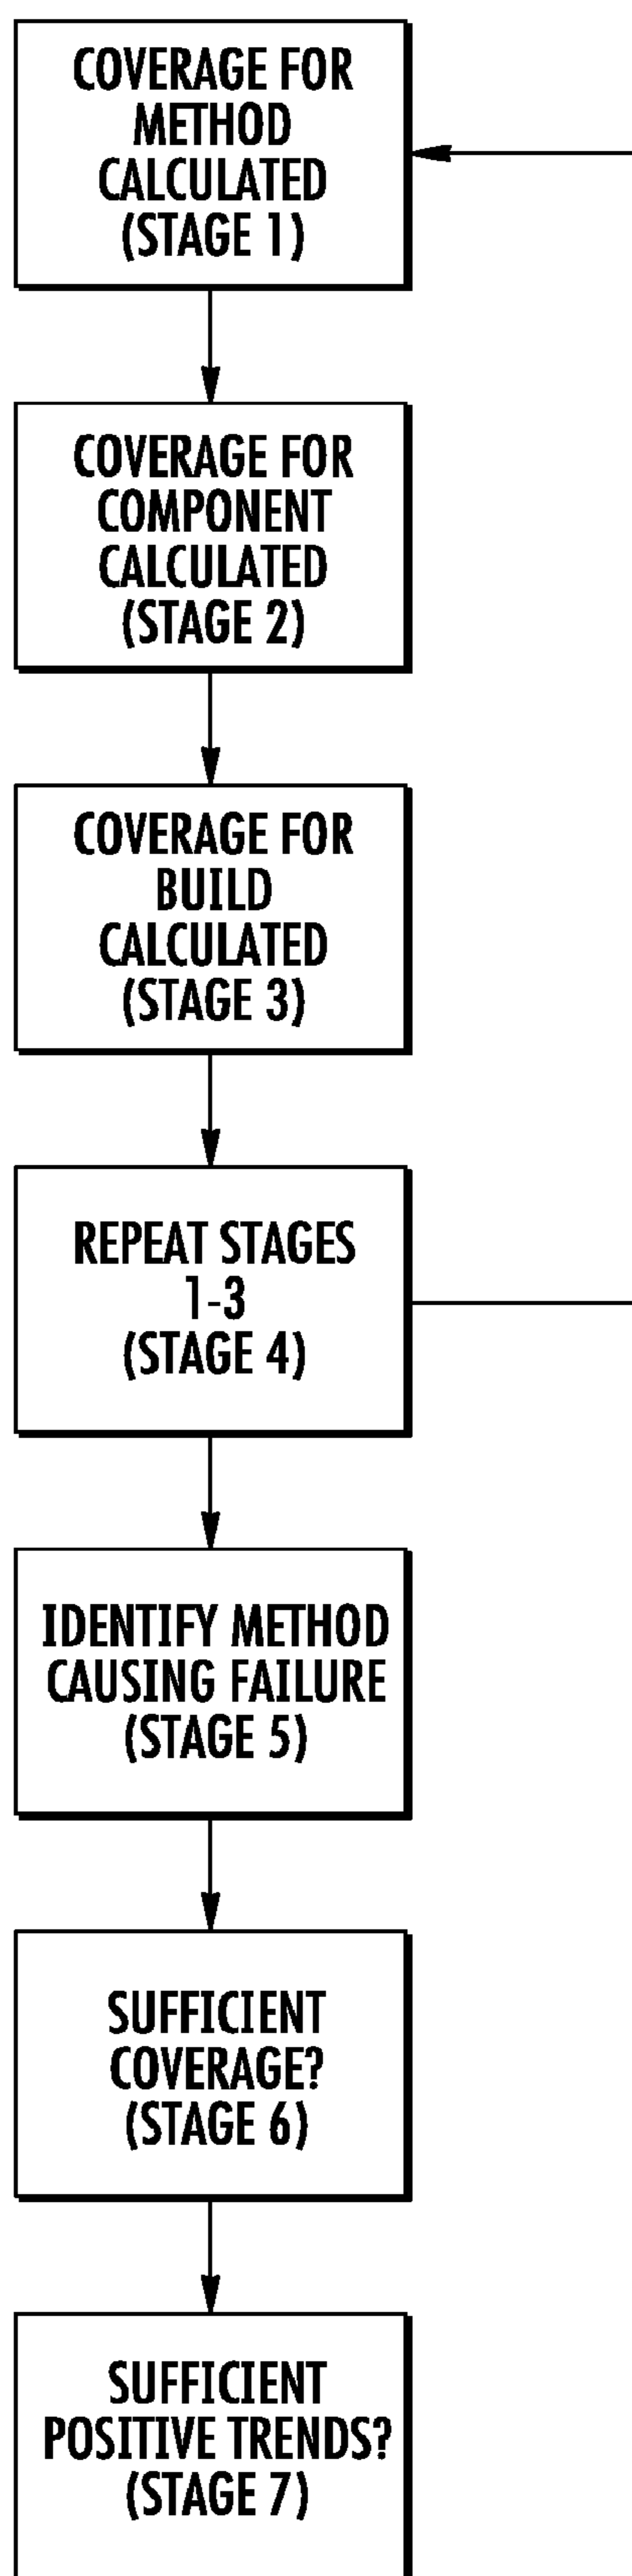 COVERAGE FOR
METHOD
CALCULATED
(STAGE 1)
COVERAGE FOR
COMPONENT
CALCULATED
(STAGE 2)
COVERAGE FOR
BUILD
CALCULATED
(STAGE 3)
REPEAT STAGES
1-3
(STAGE 4)
IDENTIFY METHOD
CAUSING FAILURE
(STAGE 5)
SUFFICIENT
COVERAGE?
(STAGE 6)
SUFFICIENT
POSITIVE TRENDS?
(STAGE 7)